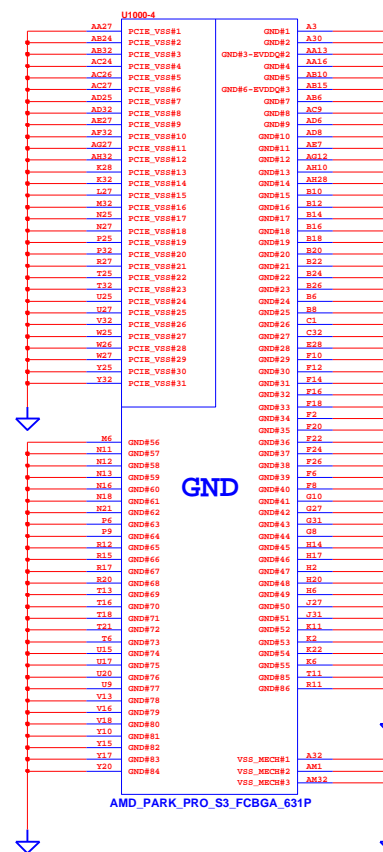 U1000-4
AA27 PCIE_VSS#1 GND#1 A3
AB24 PCIE_VSS#2 GND#2 A30
AB32 PCIE_VSS#3 GND#3-EVDDQ#2 AA13
AC24 PCIE_VSS#4 GND#4 AA16
AC26 PCIE_VSS#5 GND#5 AB10
AC27 PCIE_VSS#6 GND#6-EVDDQ#3 AB15
AD25 PCIE_VSS#7 GND#7 AB6
AD32 PCIE_VSS#8 GND#8 AC9
AE27 PCIE_VSS#9 GND#9 AD6
AF32 PCIE_VSS#10 GND#10 AD8
AG27 PCIE_VSS#11 GND#11 AE7
AH32 PCIE_VSS#12 GND#12 AG12
K28 PCIE_VSS#13 GND#13 AH10
K32 PCIE_VSS#14 GND#14 AH28
L27 PCIE_VSS#15 GND#15 B10
M32 PCIE_VSS#16 GND#16 B12
N25 PCIE_VSS#17 GND#17 B14
N27 PCIE_VSS#18 GND#18 B16
P25 PCIE_VSS#19 GND#19 B18
P32 PCIE_VSS#20 GND#20 B20
R27 PCIE_VSS#21 GND#21 B22
T25 PCIE_VSS#22 GND#22 B24
T32 PCIE_VSS#23 GND#23 B26
U25 PCIE_VSS#24 GND#24 B6
U27 PCIE_VSS#25 GND#25 B8
V32 PCIE_VSS#26 GND#26 C1
W25 PCIE_VSS#27 GND#27 C32
W26 PCIE_VSS#28 GND#28 E28
W27 PCIE_VSS#29 GND#29 F10
Y25 PCIE_VSS#30 GND#30 F12
Y32 PCIE_VSS#31 GND#31 F14
GND#32 F16
GND#33 F18
GND#34 F2
GND#35 F20
M6 GND#56 GND#36 F22
N11 GND#57 GND#37 F24
N12 GND#58 GND#38 F26
N13 GND#59 GND#39 F6
N16 GND#60 GND#40 F8
N18 GND#61 GND#41 G10
N21 GND#62 GND#42 G27
P6 GND#63 GND#43 G31
P9 GND#64 GND#44 G8
R12 GND#65 GND#45 H14
R15 GND#66 GND#46 H17
R17 GND#67 GND#47 H2
R20 GND#68 GND#48 H20
T13 GND#69 GND#49 H6
T16 GND#70 GND#50 J27
T18 GND#71 GND#51 J31
T21 GND#72 GND#52 K11
T6 GND#73 GND#53 K2
U15 GND#74 GND#54 K22
U17 GND#75 GND#55 K6
U20 GND#76 GND#85 T11
U9 GND#77 GND#86 R11
V13 GND#78
V16 GND#79
V18 GND#80
Y10 GND#81
Y15 GND#82
Y17 GND#83 VSS_MECH#1 A32
Y20 GND#84 VSS_MECH#2 AM1
VSS_MECH#3 AM32
GND
AMD_PARK_PRO_S3_FCBGA_631P